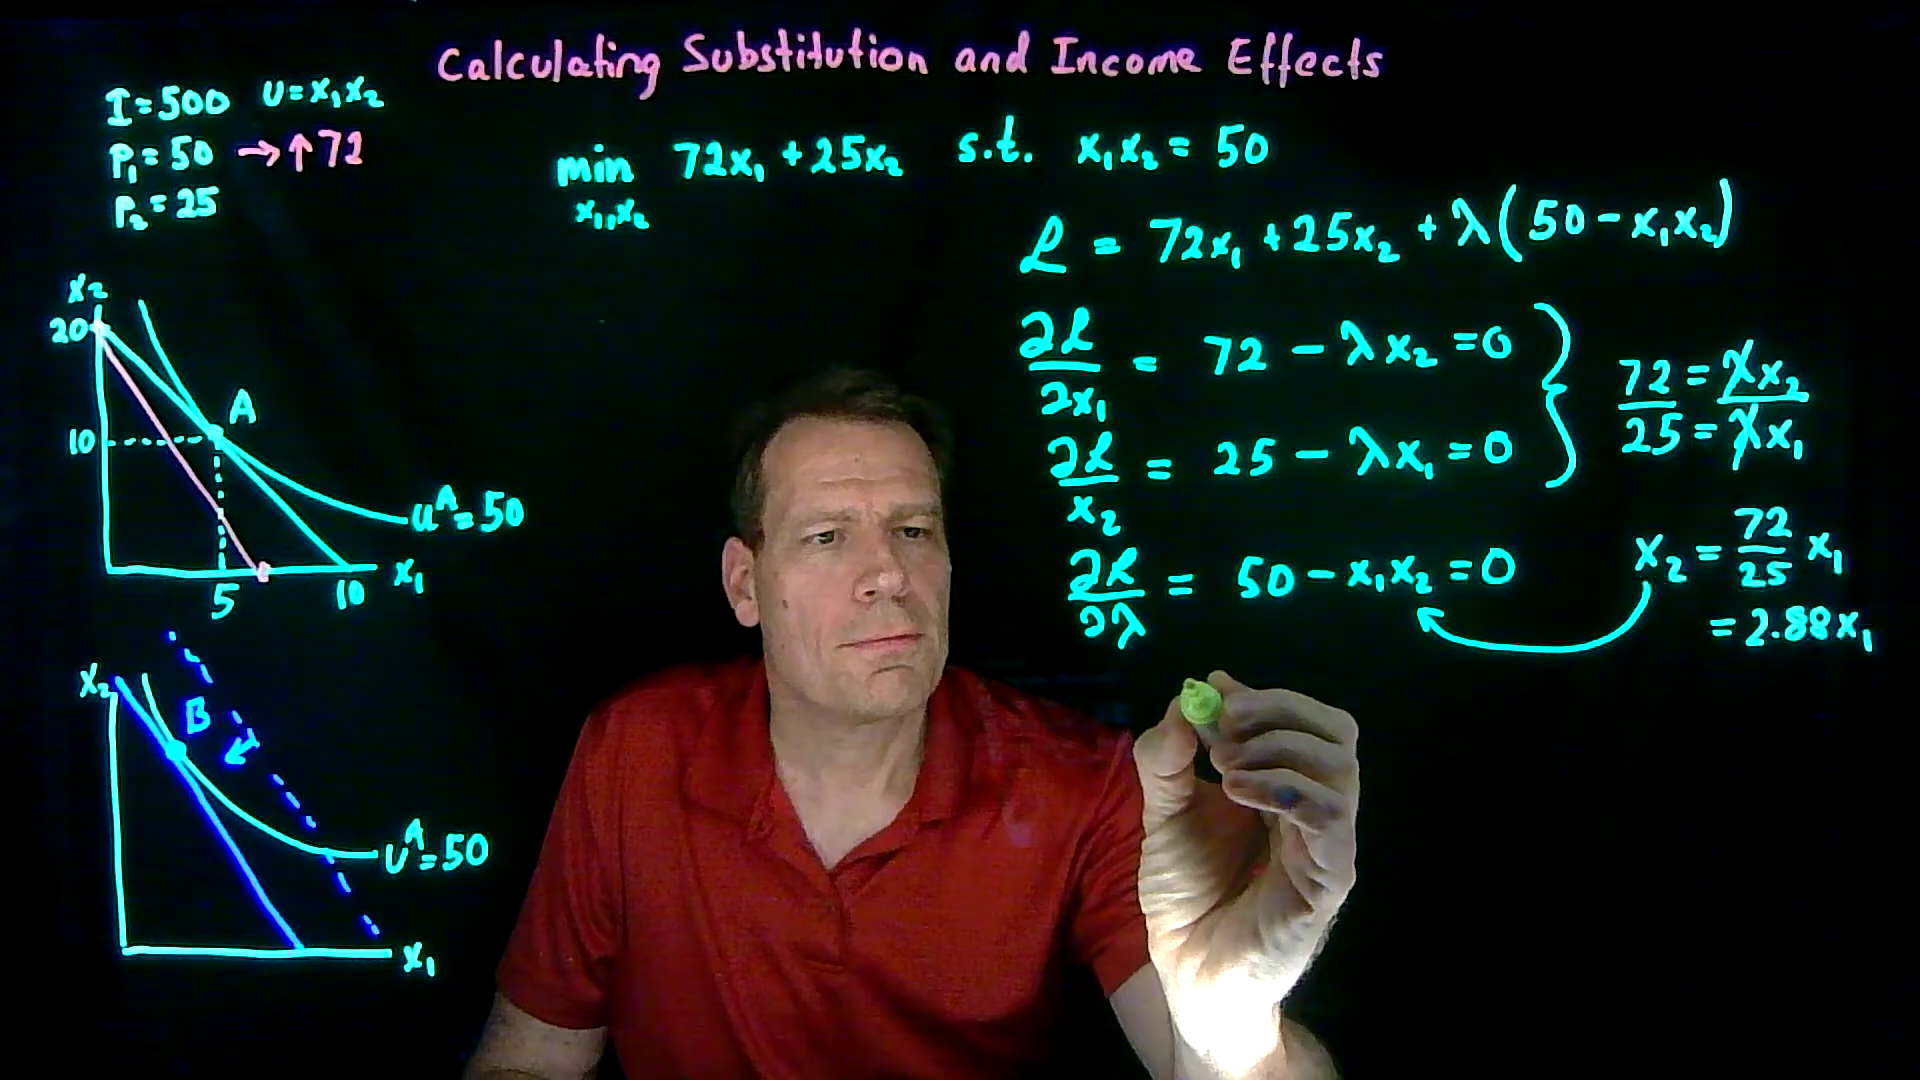 Calculating Substitution and Income Effects
I=500 U=x₁x₂
P₁=50 →↑72
P₂=25
min 72x₁+25x₂ s.t. x₁x₂=50
x₁,x₂
ℒ = 72x₁+25x₂+λ(50-x₁x₂)
∂ℒ/∂x₁ = 72-λx₂=0
∂ℒ/x₂ = 25-λx₁=0
∂ℒ/∂λ = 50-x₁x₂=0
72=λx₂
25=λx₁
x₂ = 72/25 x₁
=2.88x₁
x₂
20
A
10
uᴬ=50
5 10 x₁
x₂
B
Uᴬ=50
x₁